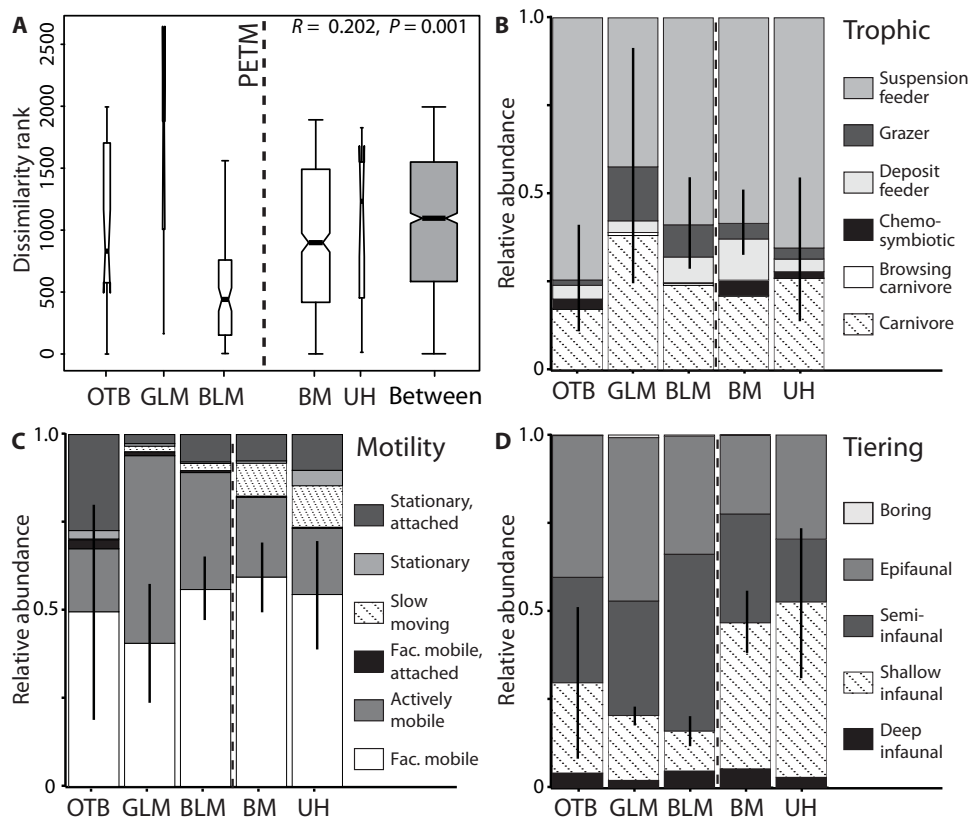 A
PETM
R = 0.202, P = 0.001
Dissimilarity rank
2500
2000
1500
1000
500
0
OTB GLM BLM BM UH Between
B
Trophic
Relative abundance
1.0
0.5
0
Suspension
feeder
Grazer
Deposit
feeder
Chemo-
symbiotic
Browsing
carnivore
Carnivore
OTB GLM BLM BM UH
C
Motility
Relative abundance
1.0
0.5
0
Stationary,
attached
Stationary
Slow
moving
Fac. mobile,
attached
Actively
mobile
Fac. mobile
OTB GLM BLM BM UH
D
Tiering
Relative abundance
1.0
0.5
0
Boring
Epifaunal
Semi-
infaunal
Shallow
infaunal
Deep
infaunal
OTB GLM BLM BM UH